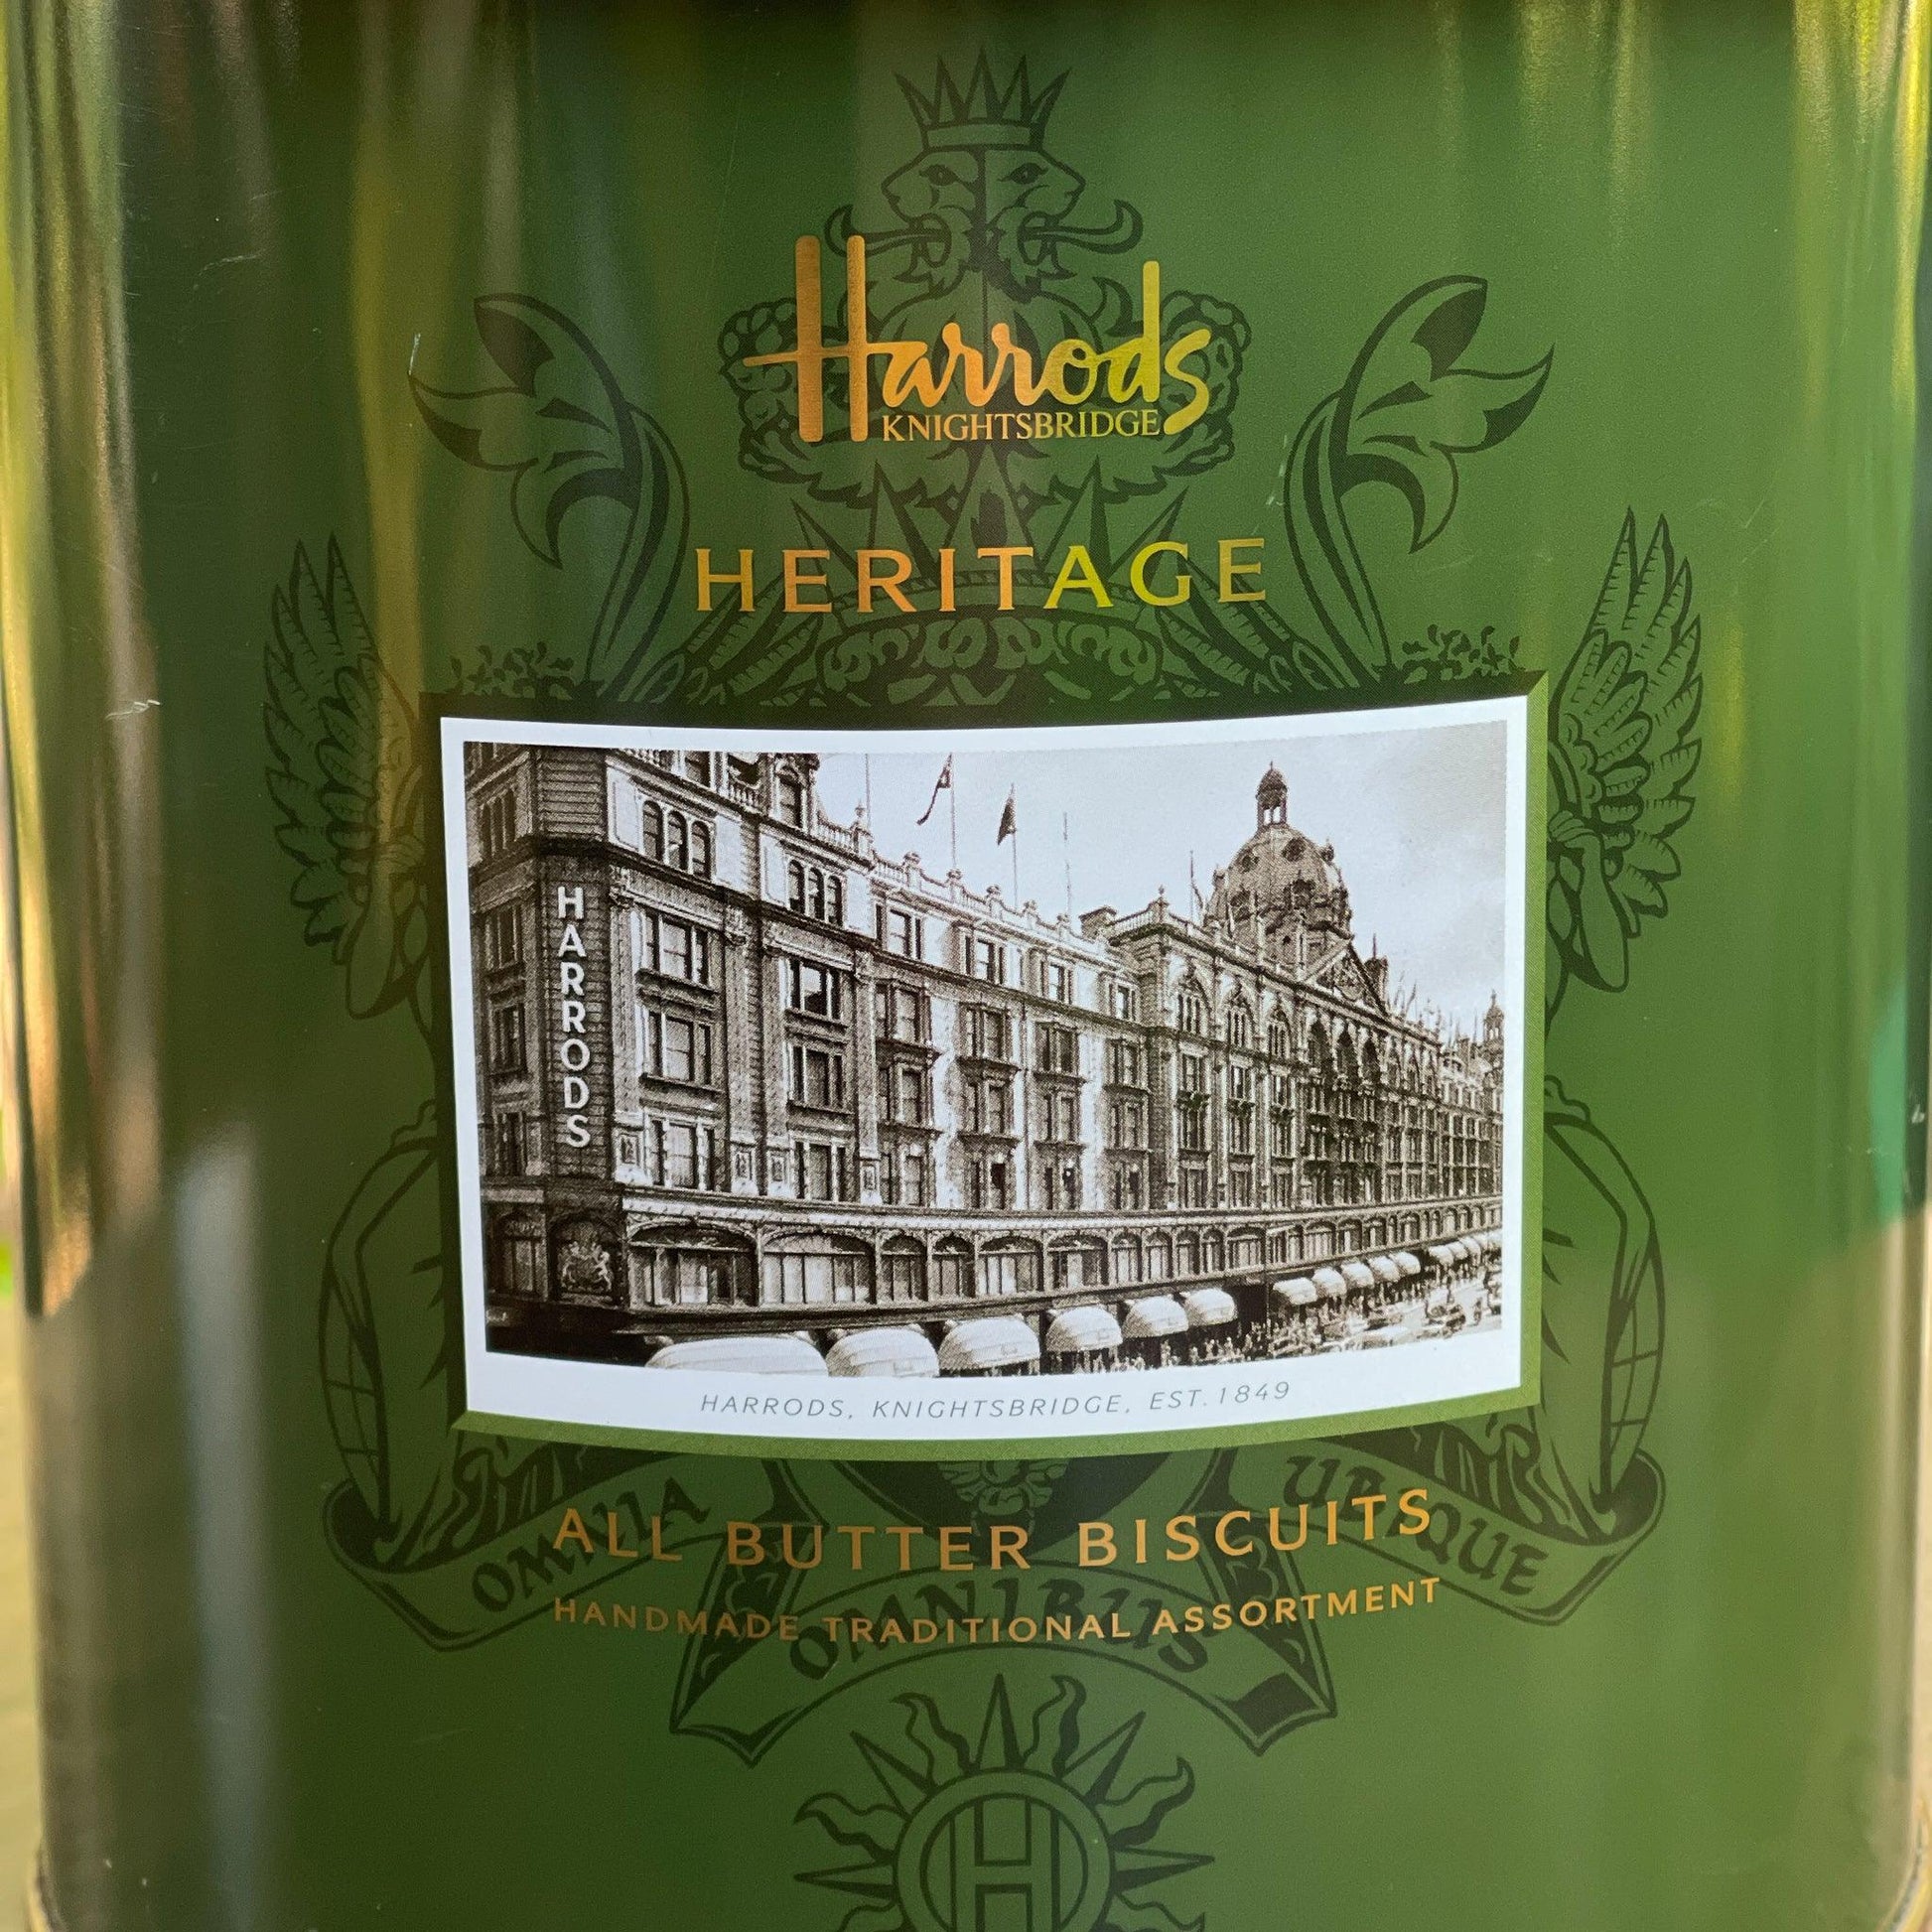 Harrods
KNIGHTSBRIDGE
HERITAGE
HARRODS
HARRODS, KNIGHTSBRIDGE, EST. 1849
OMNIA
UBIQUE
ALL BUTTER BISCUITS
OMNIBUS
HANDMADE TRADITIONAL ASSORTMENT
H